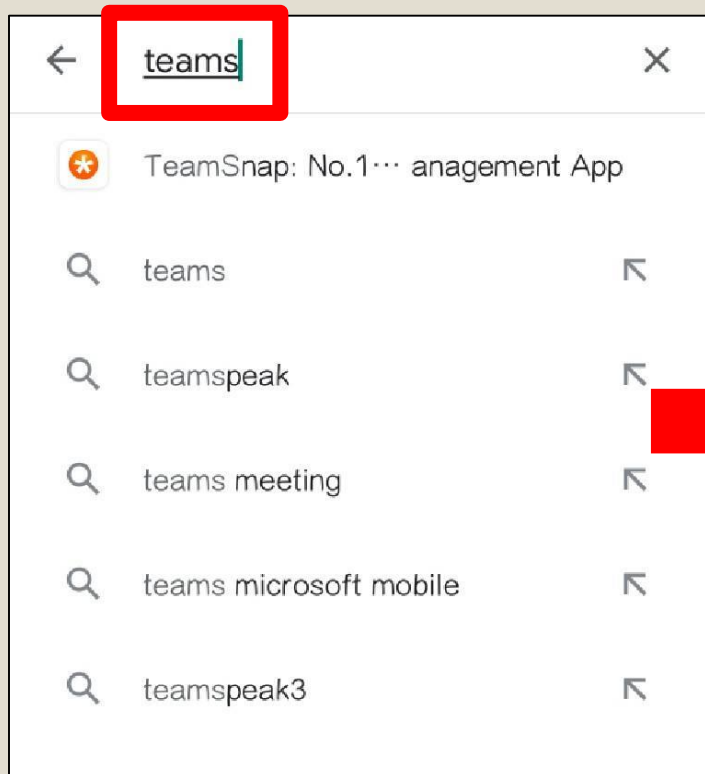 teams
TeamSnap: No.1… anagement App
teams
teamspeak
teams meeting
teams microsoft mobile
teamspeak3